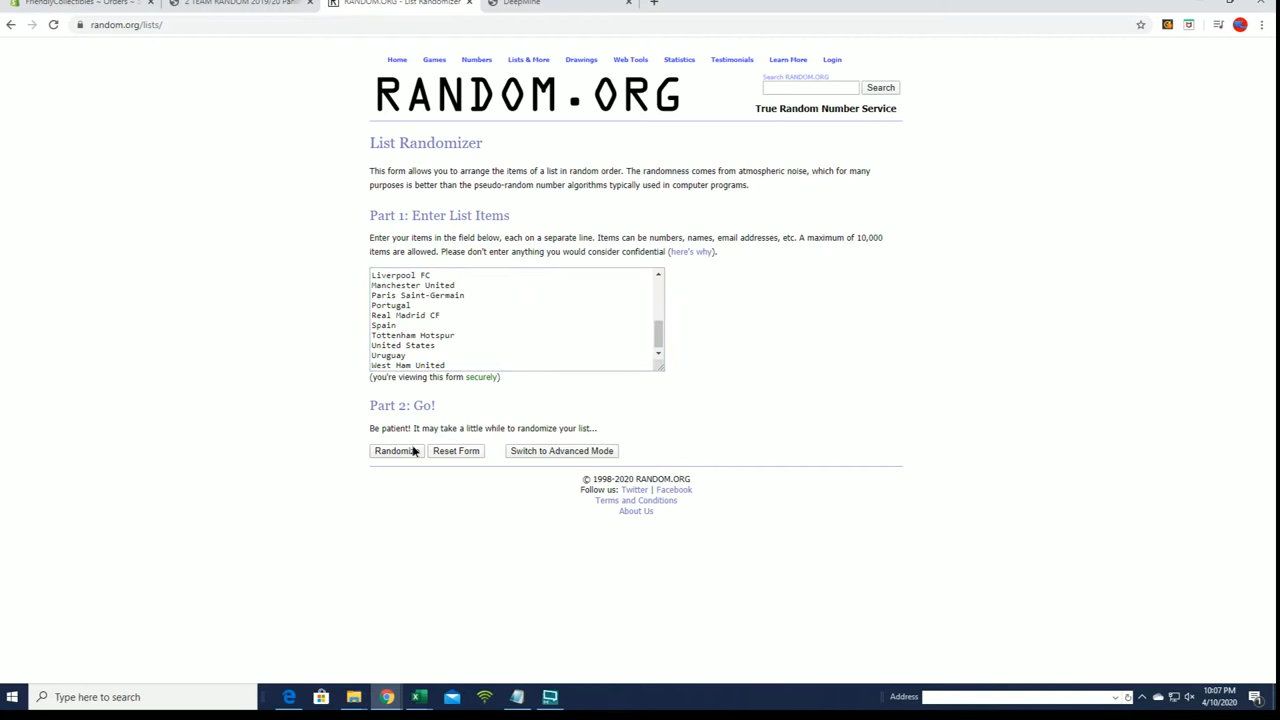 FriendlyCollectibles ~ Orders ~ S
2 TEAM RANDOM 2019/20 Pani
RANDOM.ORG - List Randomizer
DeepMine
random.org/lists/
Home Games Numbers Lists & More Drawings Web Tools Statistics Testimonials Learn More Login
RANDOM.ORG
Search RANDOM.ORG
Search
True Random Number Service
List Randomizer
This form allows you to arrange the items of a list in random order. The randomness comes from atmospheric noise, which for many
purposes is better than the pseudo-random number algorithms typically used in computer programs.
Part 1: Enter List Items
Enter your items in the field below, each on a separate line. Items can be numbers, names, email addresses, etc. A maximum of 10,000
items are allowed. Please don't enter anything you would consider confidential (here's why).
Liverpool FC
Manchester United
Paris Saint-Germain
Portugal
Real Madrid CF
Spain
Tottenham Hotspur
United States
Uruguay
West Ham United
(you're viewing this form securely)
Part 2: Go!
Be patient! It may take a little while to randomize your list...
Randomize Reset Form Switch to Advanced Mode
© 1998-2020 RANDOM.ORG
Follow us: Twitter | Facebook
Terms and Conditions
About Us
Type here to search
Address
10:07 PM
4/10/2020